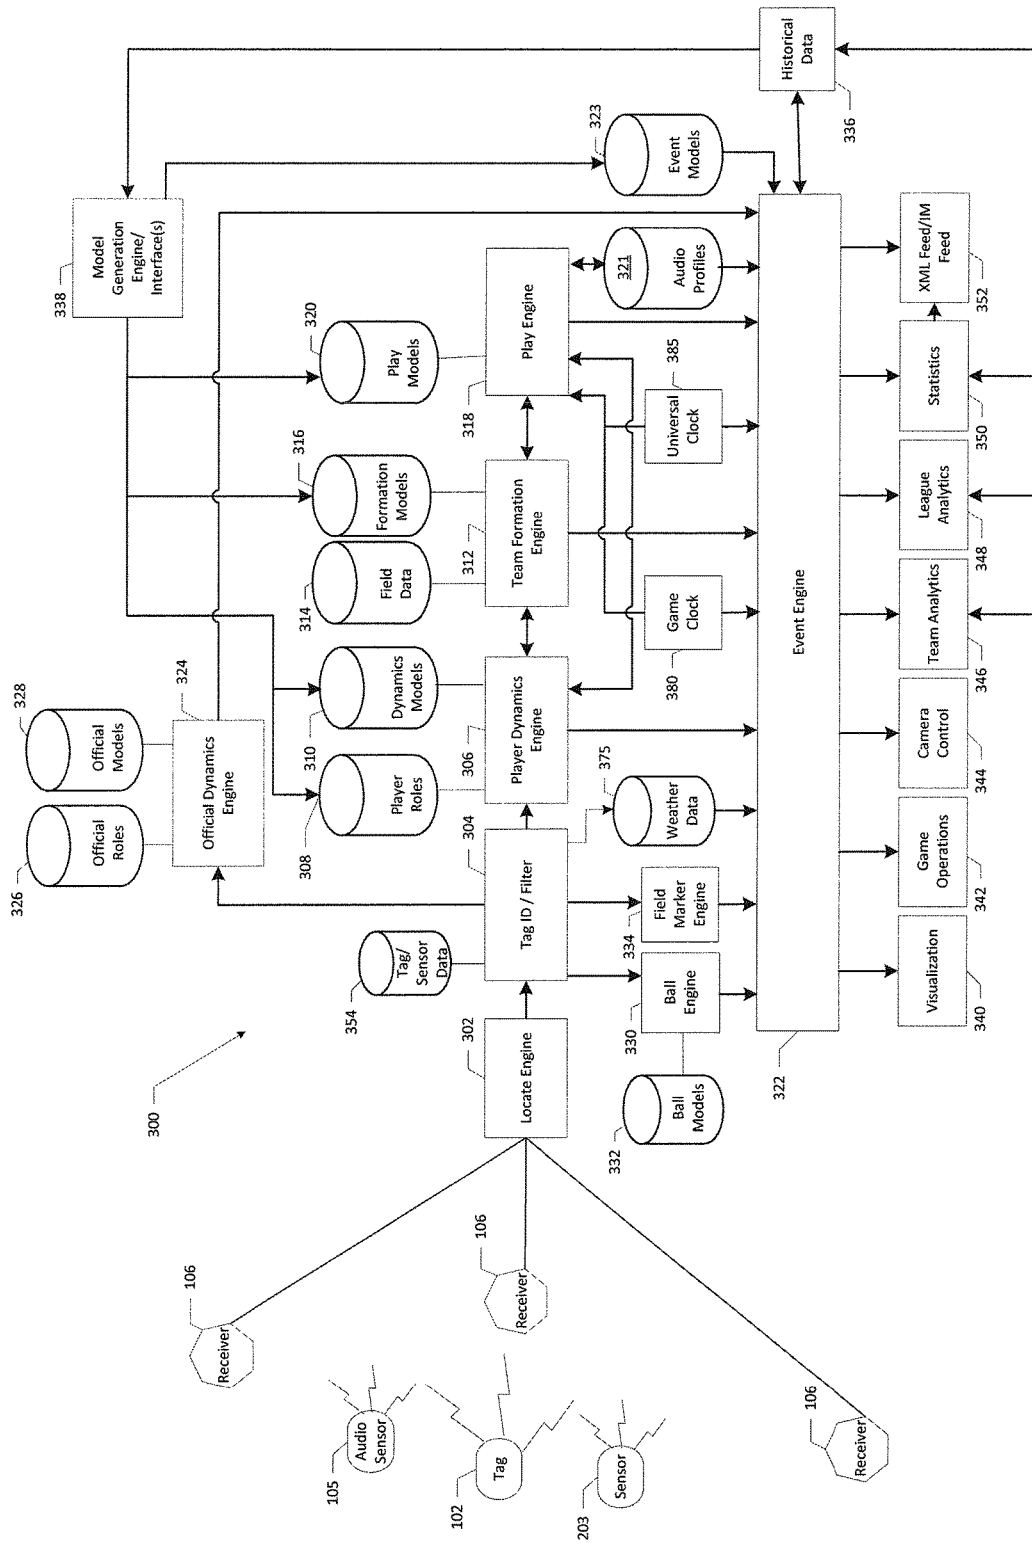 300
105
Audio
Sensor
102
Tag
203
Sensor
106
Receiver
106
Receiver
106
Receiver
302
Locate Engine
354
Tag/
Sensor Data
304
Tag ID / Filter
326
Official
Roles
328
Official
Models
324
Official Dynamics
Engine
338
Model
Generation
Engine/
Interface(s)
308
Player
Roles
310
Dynamics
Models
314
Field
Data
316
Formation
Models
320
Play
Models
306
Player Dynamics
Engine
312
Team Formation
Engine
318
Play Engine
332
Ball
Models
330
Ball
Engine
334
Field
Marker
Engine
375
Weather
Data
380
Game
Clock
385
Universal
Clock
321
Audio
Profiles
323
Event
Models
336
Historical
Data
322
Event Engine
340
Visualization
342
Game
Operations
344
Camera
Control
346
Team Analytics
348
League
Analytics
350
Statistics
352
XML Feed/IM
Feed